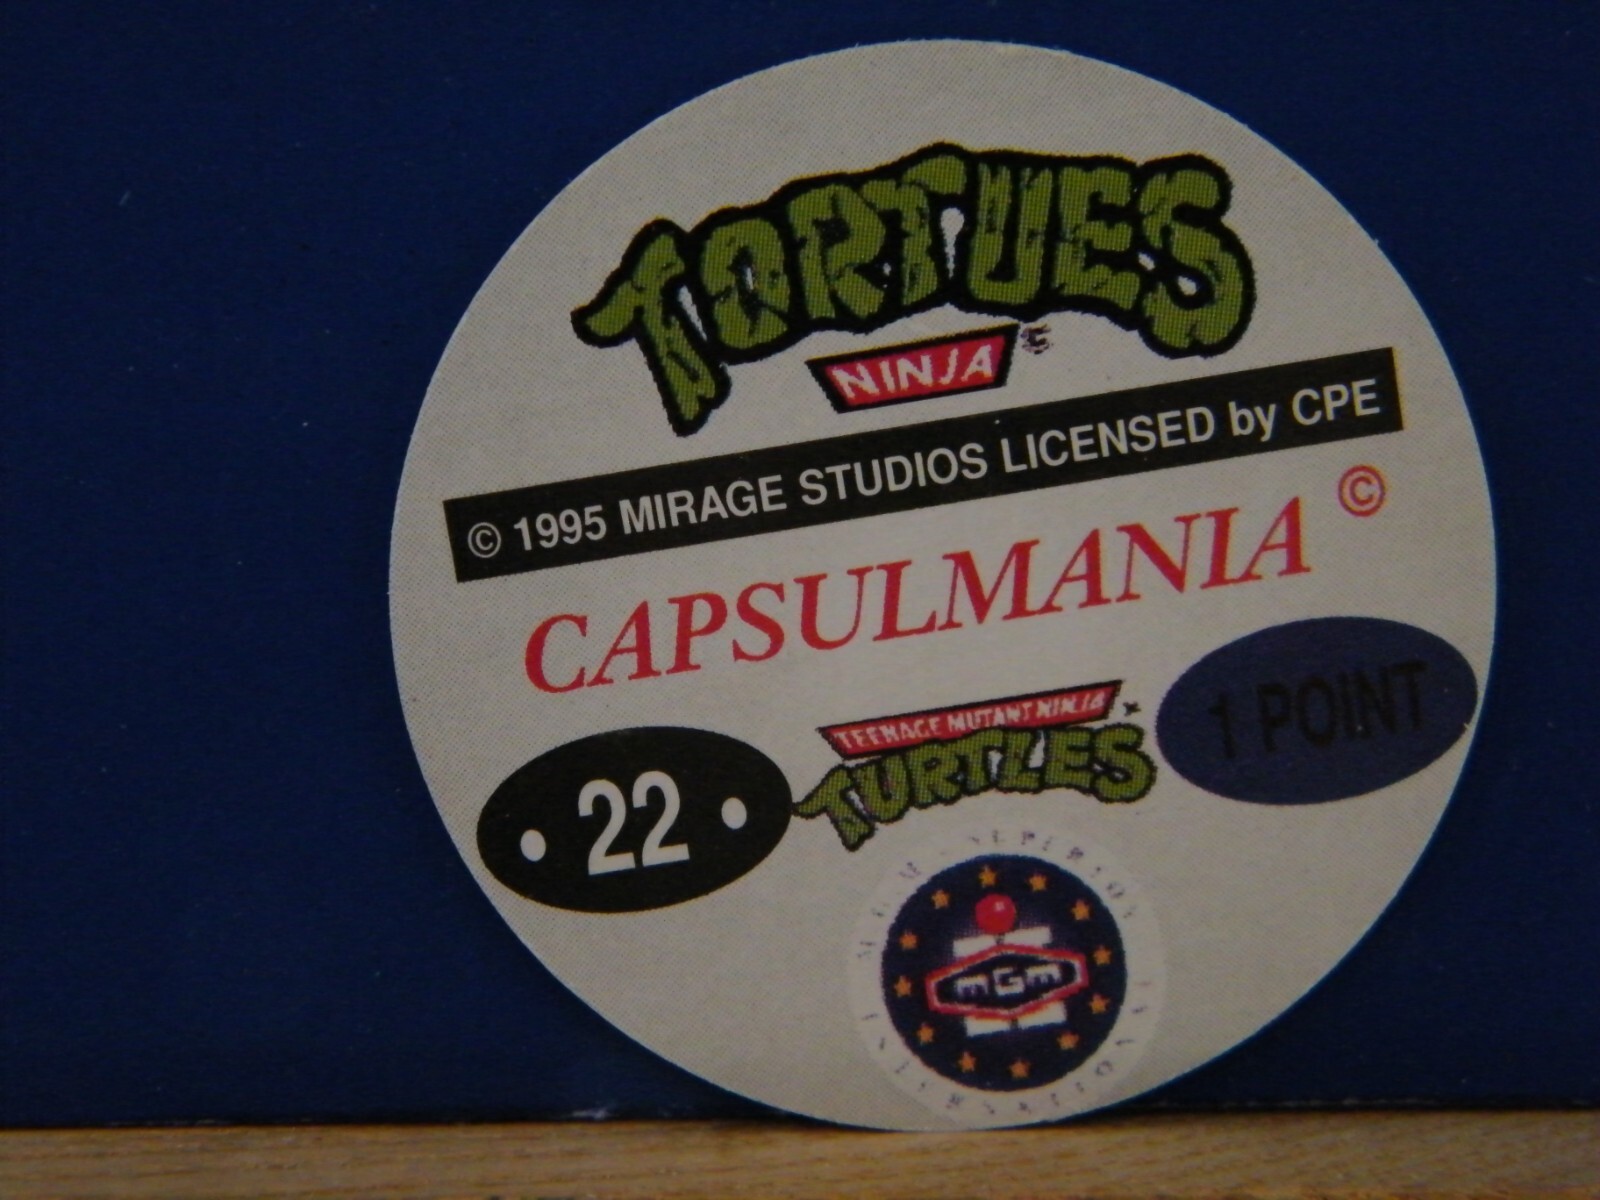 TORTUES
NINJA
© 1995 MIRAGE STUDIOS LICENSED by CPE
CAPSULMANIA ©
TEENAGE MUTANT NINJA
TURTLES
1 POINT
• 22 •
mGm